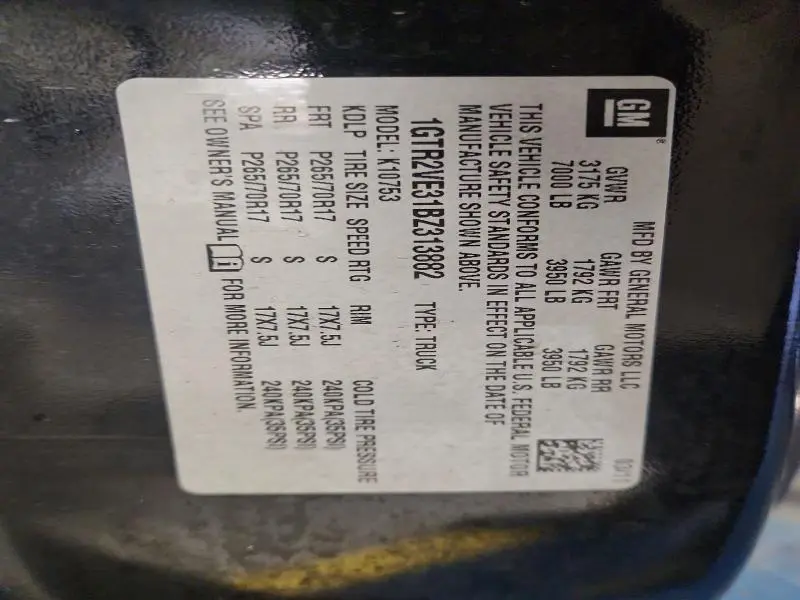 GM®
MFD BY GENERAL MOTORS LLC
03/11
GVWR GAWR FRT GAWR RR
3175 KG 1792 KG 1792 KG
7000 LB 3950 LB 3950 LB
THIS VEHICLE CONFORMS TO ALL APPLICABLE U.S. FEDERAL MOTOR
VEHICLE SAFETY STANDARDS IN EFFECT ON THE DATE OF
MANUFACTURE SHOWN ABOVE.
1GTR2VE31BZ313882 TYPE: TRUCK
MODEL: K10753
KDLP TIRE SIZE SPEED RTG RIM COLD TIRE PRESSURE
FRT P265/70R17 S 17X7.5J 240KPA(35PSI)
RR P265/70R17 S 17X7.5J 240KPA(35PSI)
SPA P265/70R17 S 17X7.5J 240KPA(35PSI)
SEE OWNER'S MANUAL i FOR MORE INFORMATION.